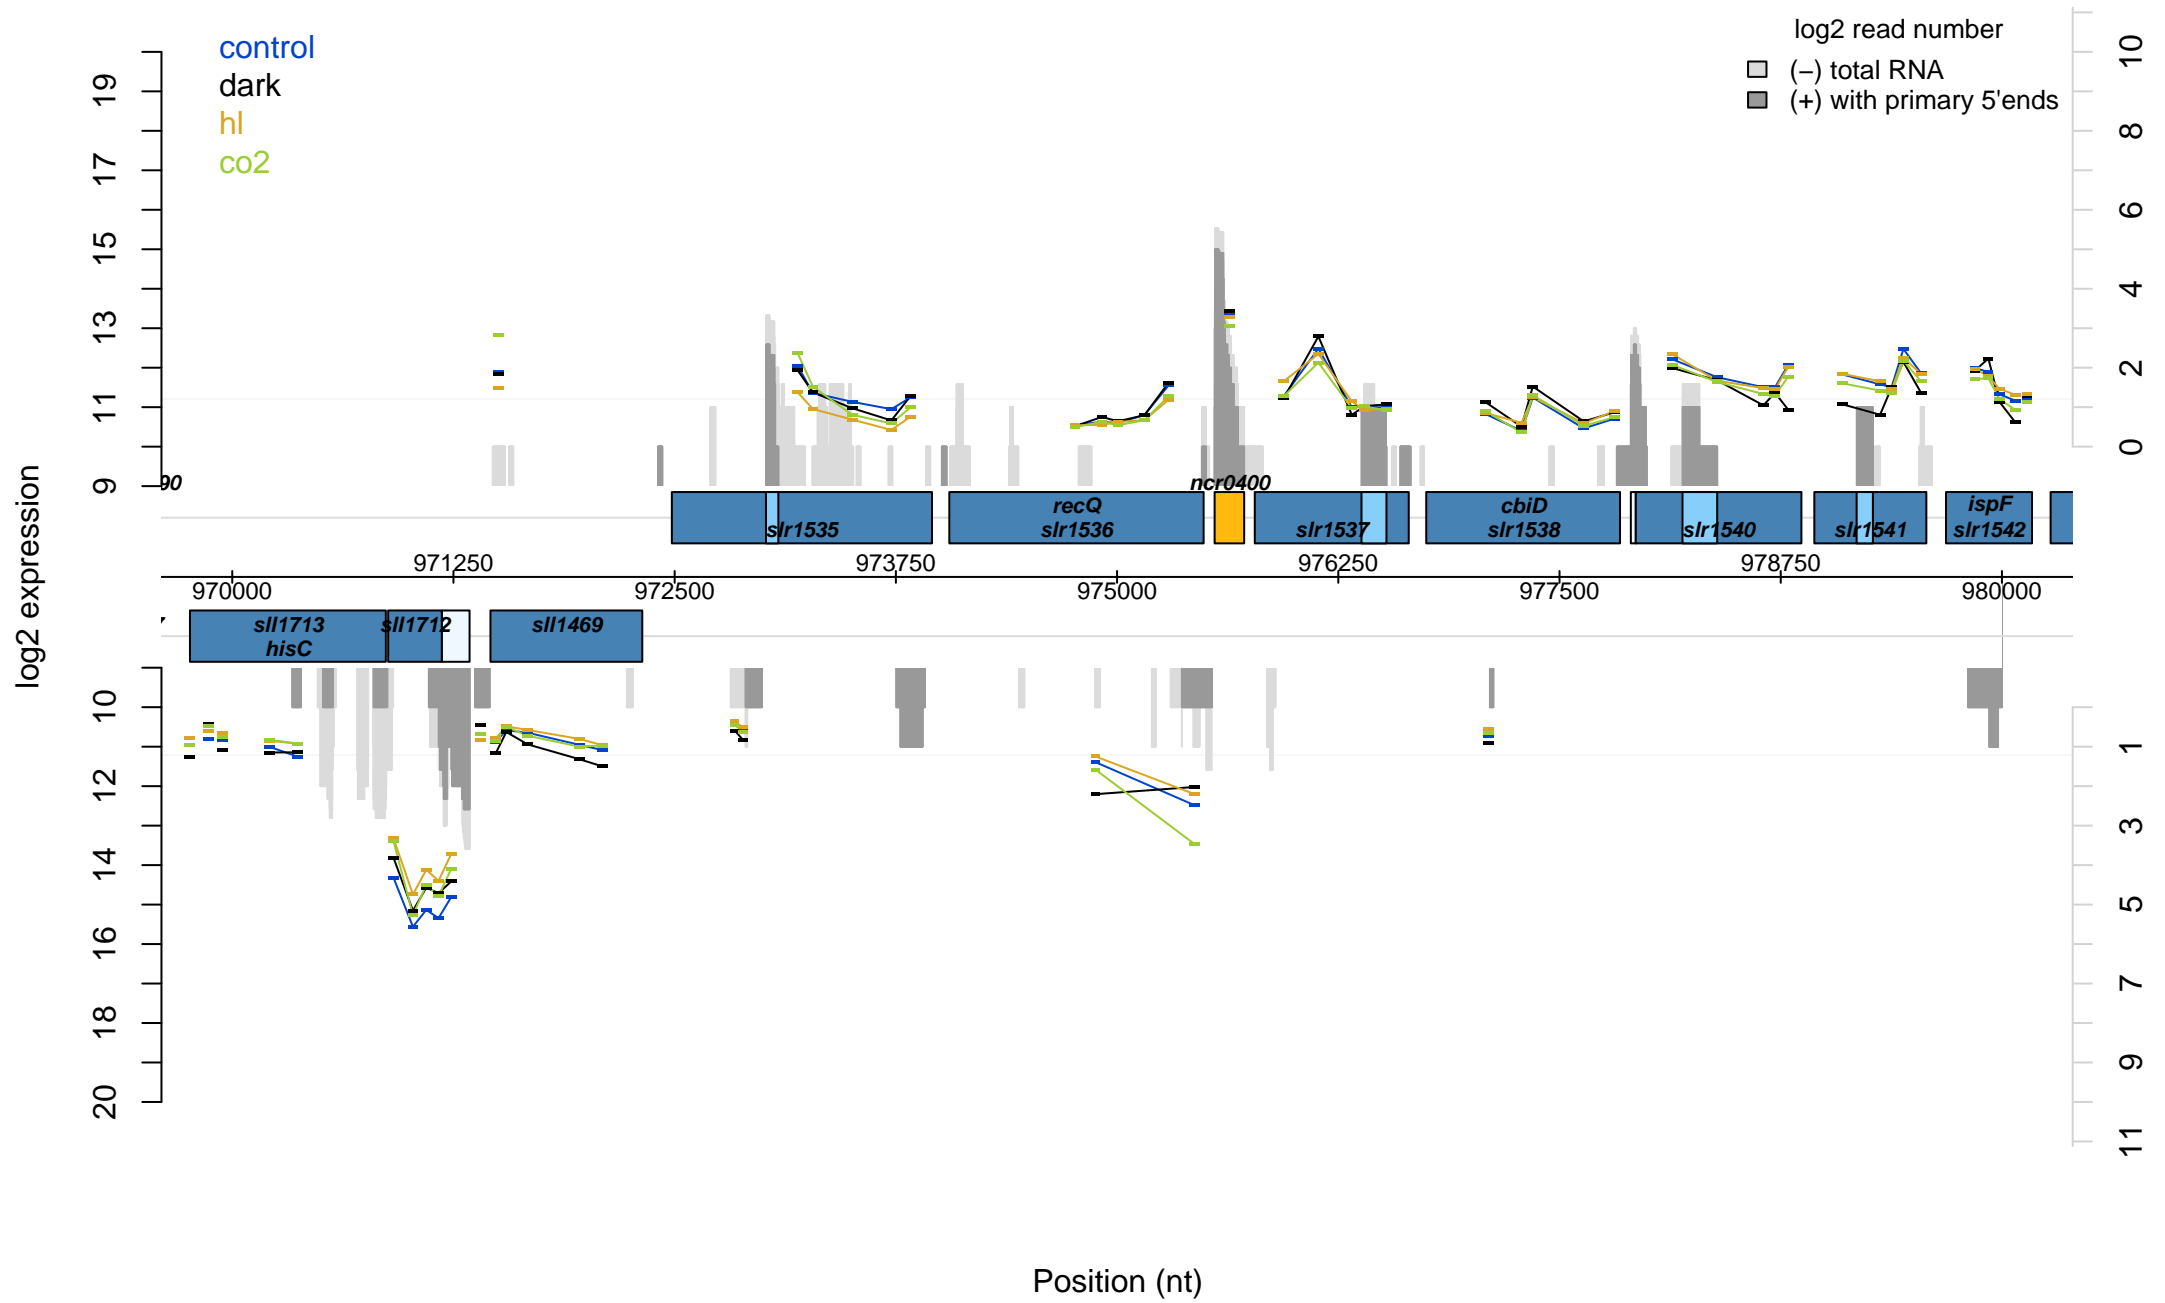 control
dark
hl
co2
log2 read number
(−) total RNA
(+) with primary 5'ends
19
17
15
13
11
9
10
8
6
4
2
0
log2 expression
90
ncr0400
slr1535
recQ
slr1536
slr1537
cbiD
slr1538
slr1540
slr1541
ispF
slr1542
971250
973750
976250
978750
970000
972500
975000
977500
980000
sll1713
hisC
sll1712
sll1469
10
12
14
16
18
20
1
3
5
7
9
11
Position (nt)